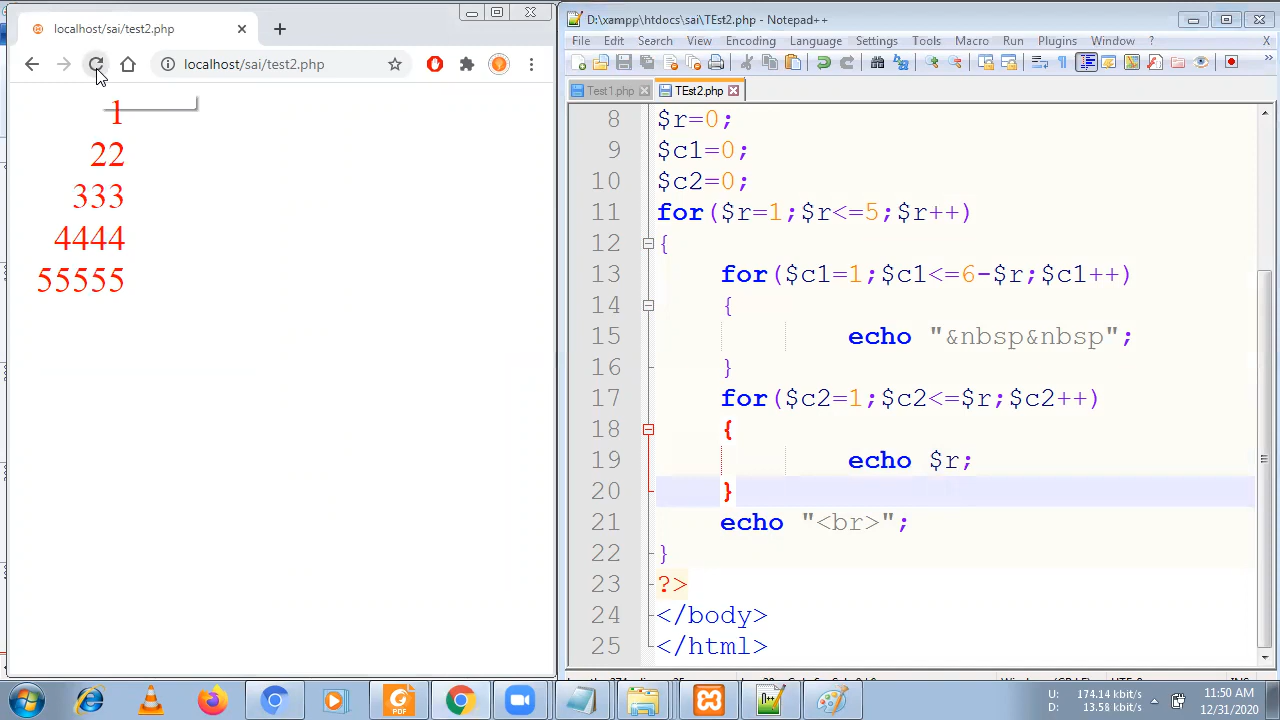 localhost/sai/test2.php
localhost/sai/test2.php
1
22
333
4444
55555
D:\xampp\htdocs\sai\TEst2.php - Notepad++
File Edit Search View Encoding Language Settings Tools Macro Run Plugins Window ? X
Test1.php TEst2.php
8 $r=0;
9 $c1=0;
10 $c2=0;
11 for($r=1;$r<=5;$r++)
12 {
13 for($c1=1;$c1<=6-$r;$c1++)
14 {
15 echo "&nbsp&nbsp";
16 }
17 for($c2=1;$c2<=$r;$c2++)
18 {
19 echo $r;
20 }
21 echo "<br>";
22 }
23 ?>
24 </body>
25 </html>
PDF
U: 174.14 kbit/s
D: 13.58 kbit/s
11:50 AM
12/31/2020